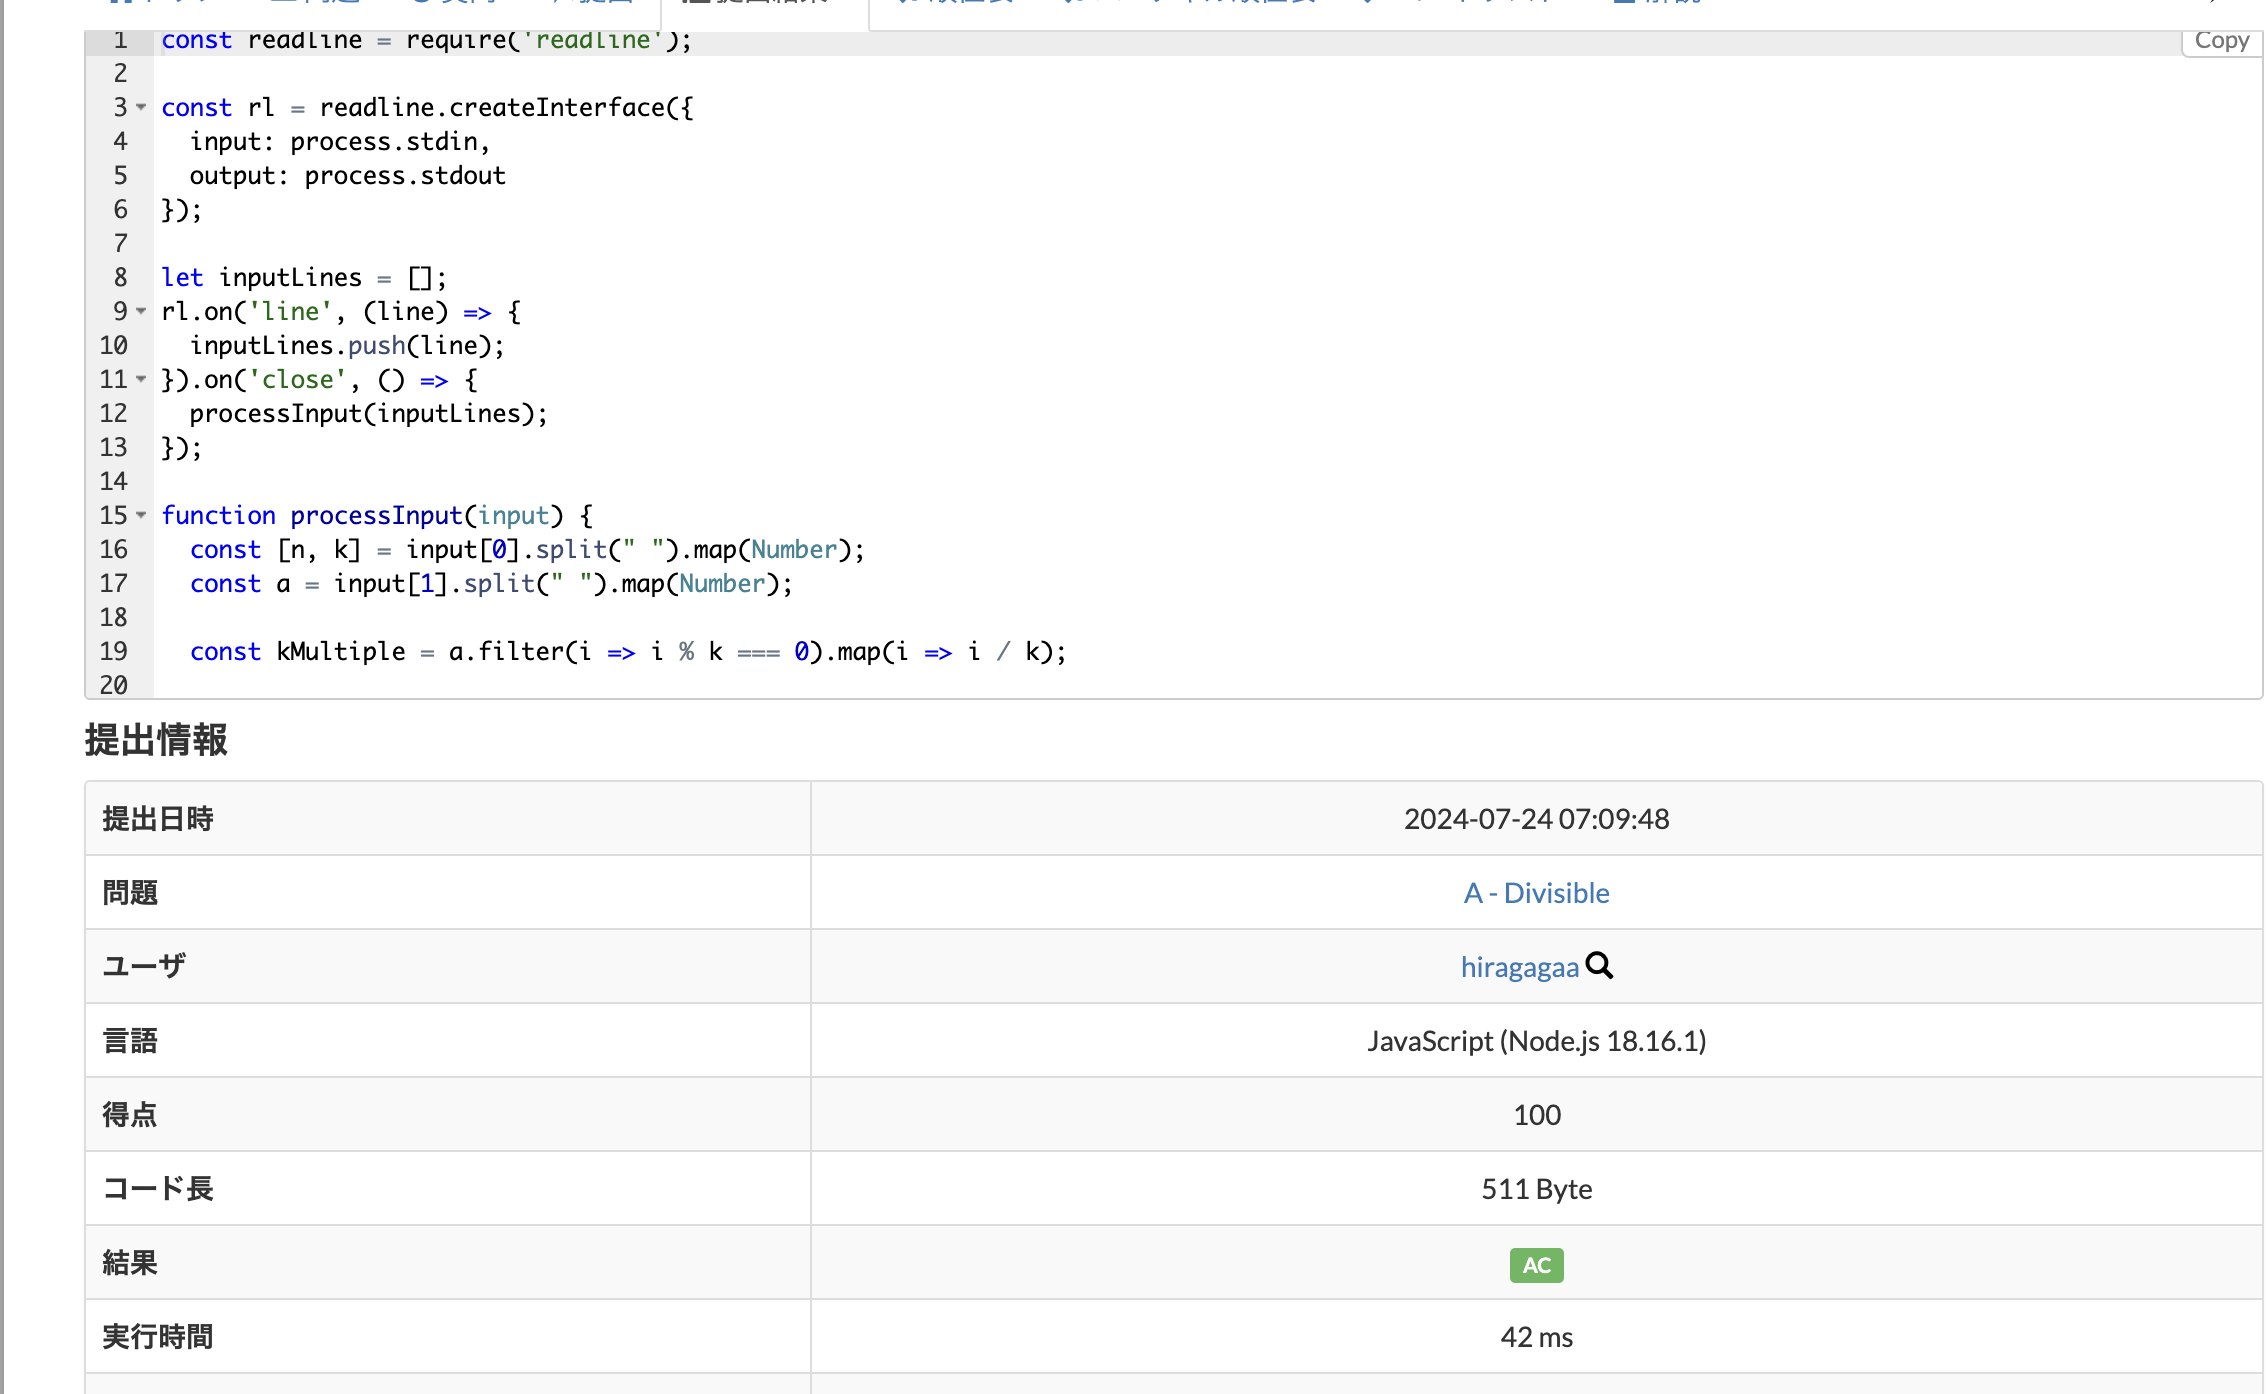 1 const readline = require('readline');
Copy
2
3 const rl = readline.createInterface({
4   input: process.stdin,
5   output: process.stdout
6 });
7
8 let inputLines = [];
9 rl.on('line', (line) => {
10   inputLines.push(line);
11 }).on('close', () => {
12   processInput(inputLines);
13 });
14
15 function processInput(input) {
16   const [n, k] = input[0].split(" ").map(Number);
17   const a = input[1].split(" ").map(Number);
18
19   const kMultiple = a.filter(i => i % k === 0).map(i => i / k);
20
提出情報
提出日時 2024-07-24 07:09:48
問題 A - Divisible
ユーザ hiragagaa
言語 JavaScript (Node.js 18.16.1)
得点 100
コード長 511 Byte
結果 AC
実行時間 42 ms